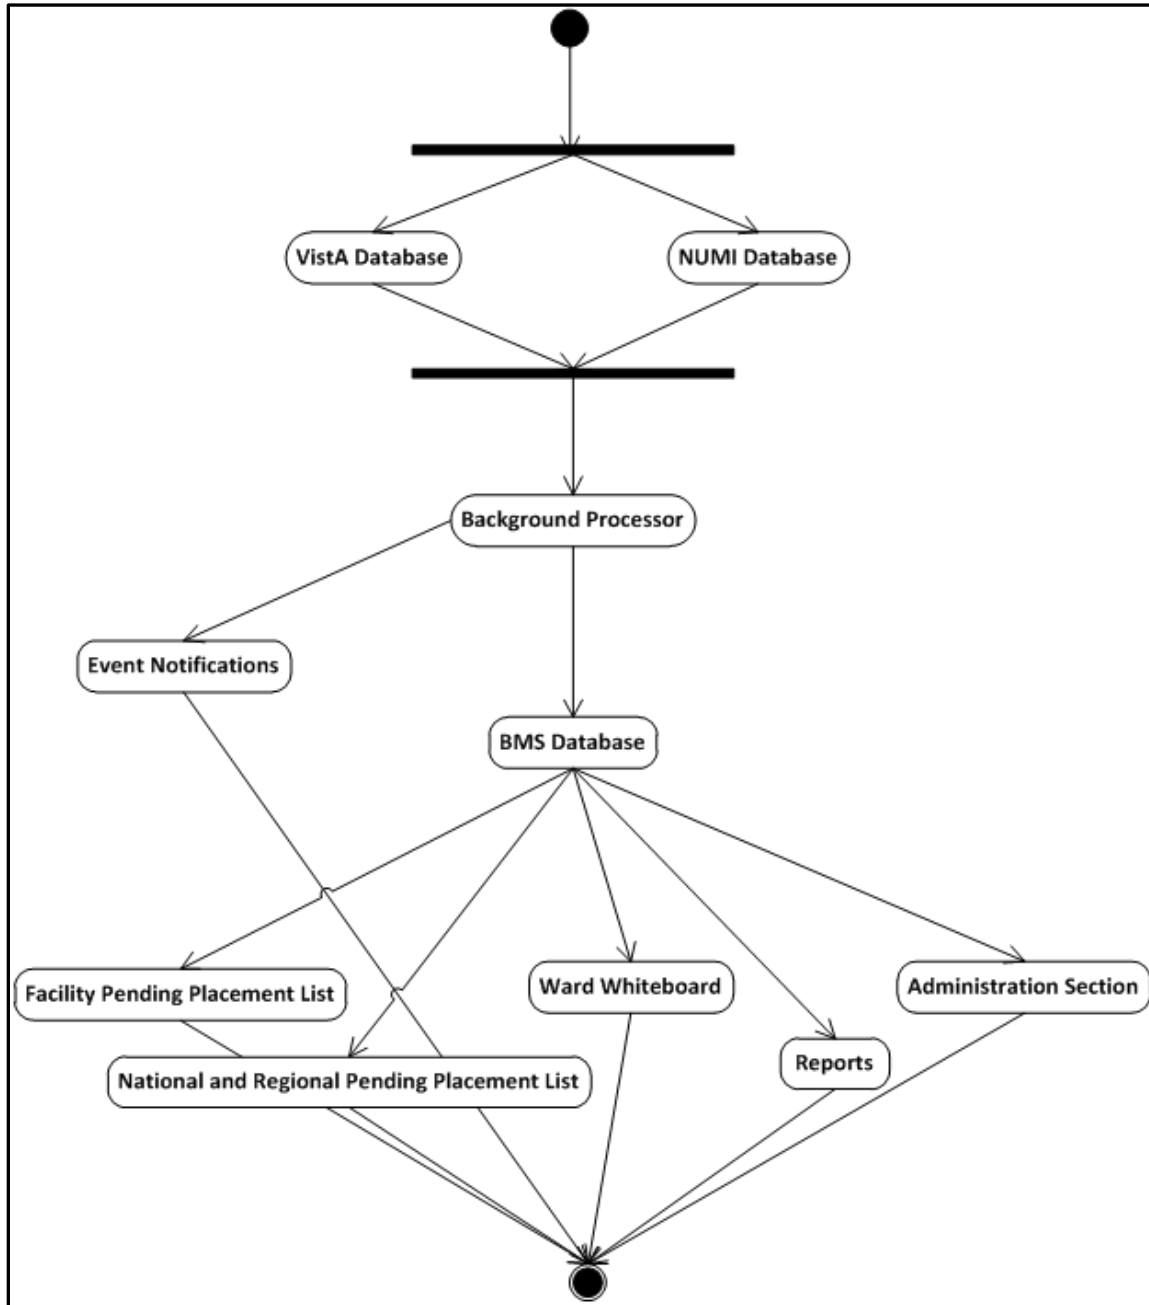 VistA Database
NUMI Database
Background Processor
Event Notifications
BMS Database
Facility Pending Placement List
Ward Whiteboard
Administration Section
National and Regional Pending Placement List
Reports